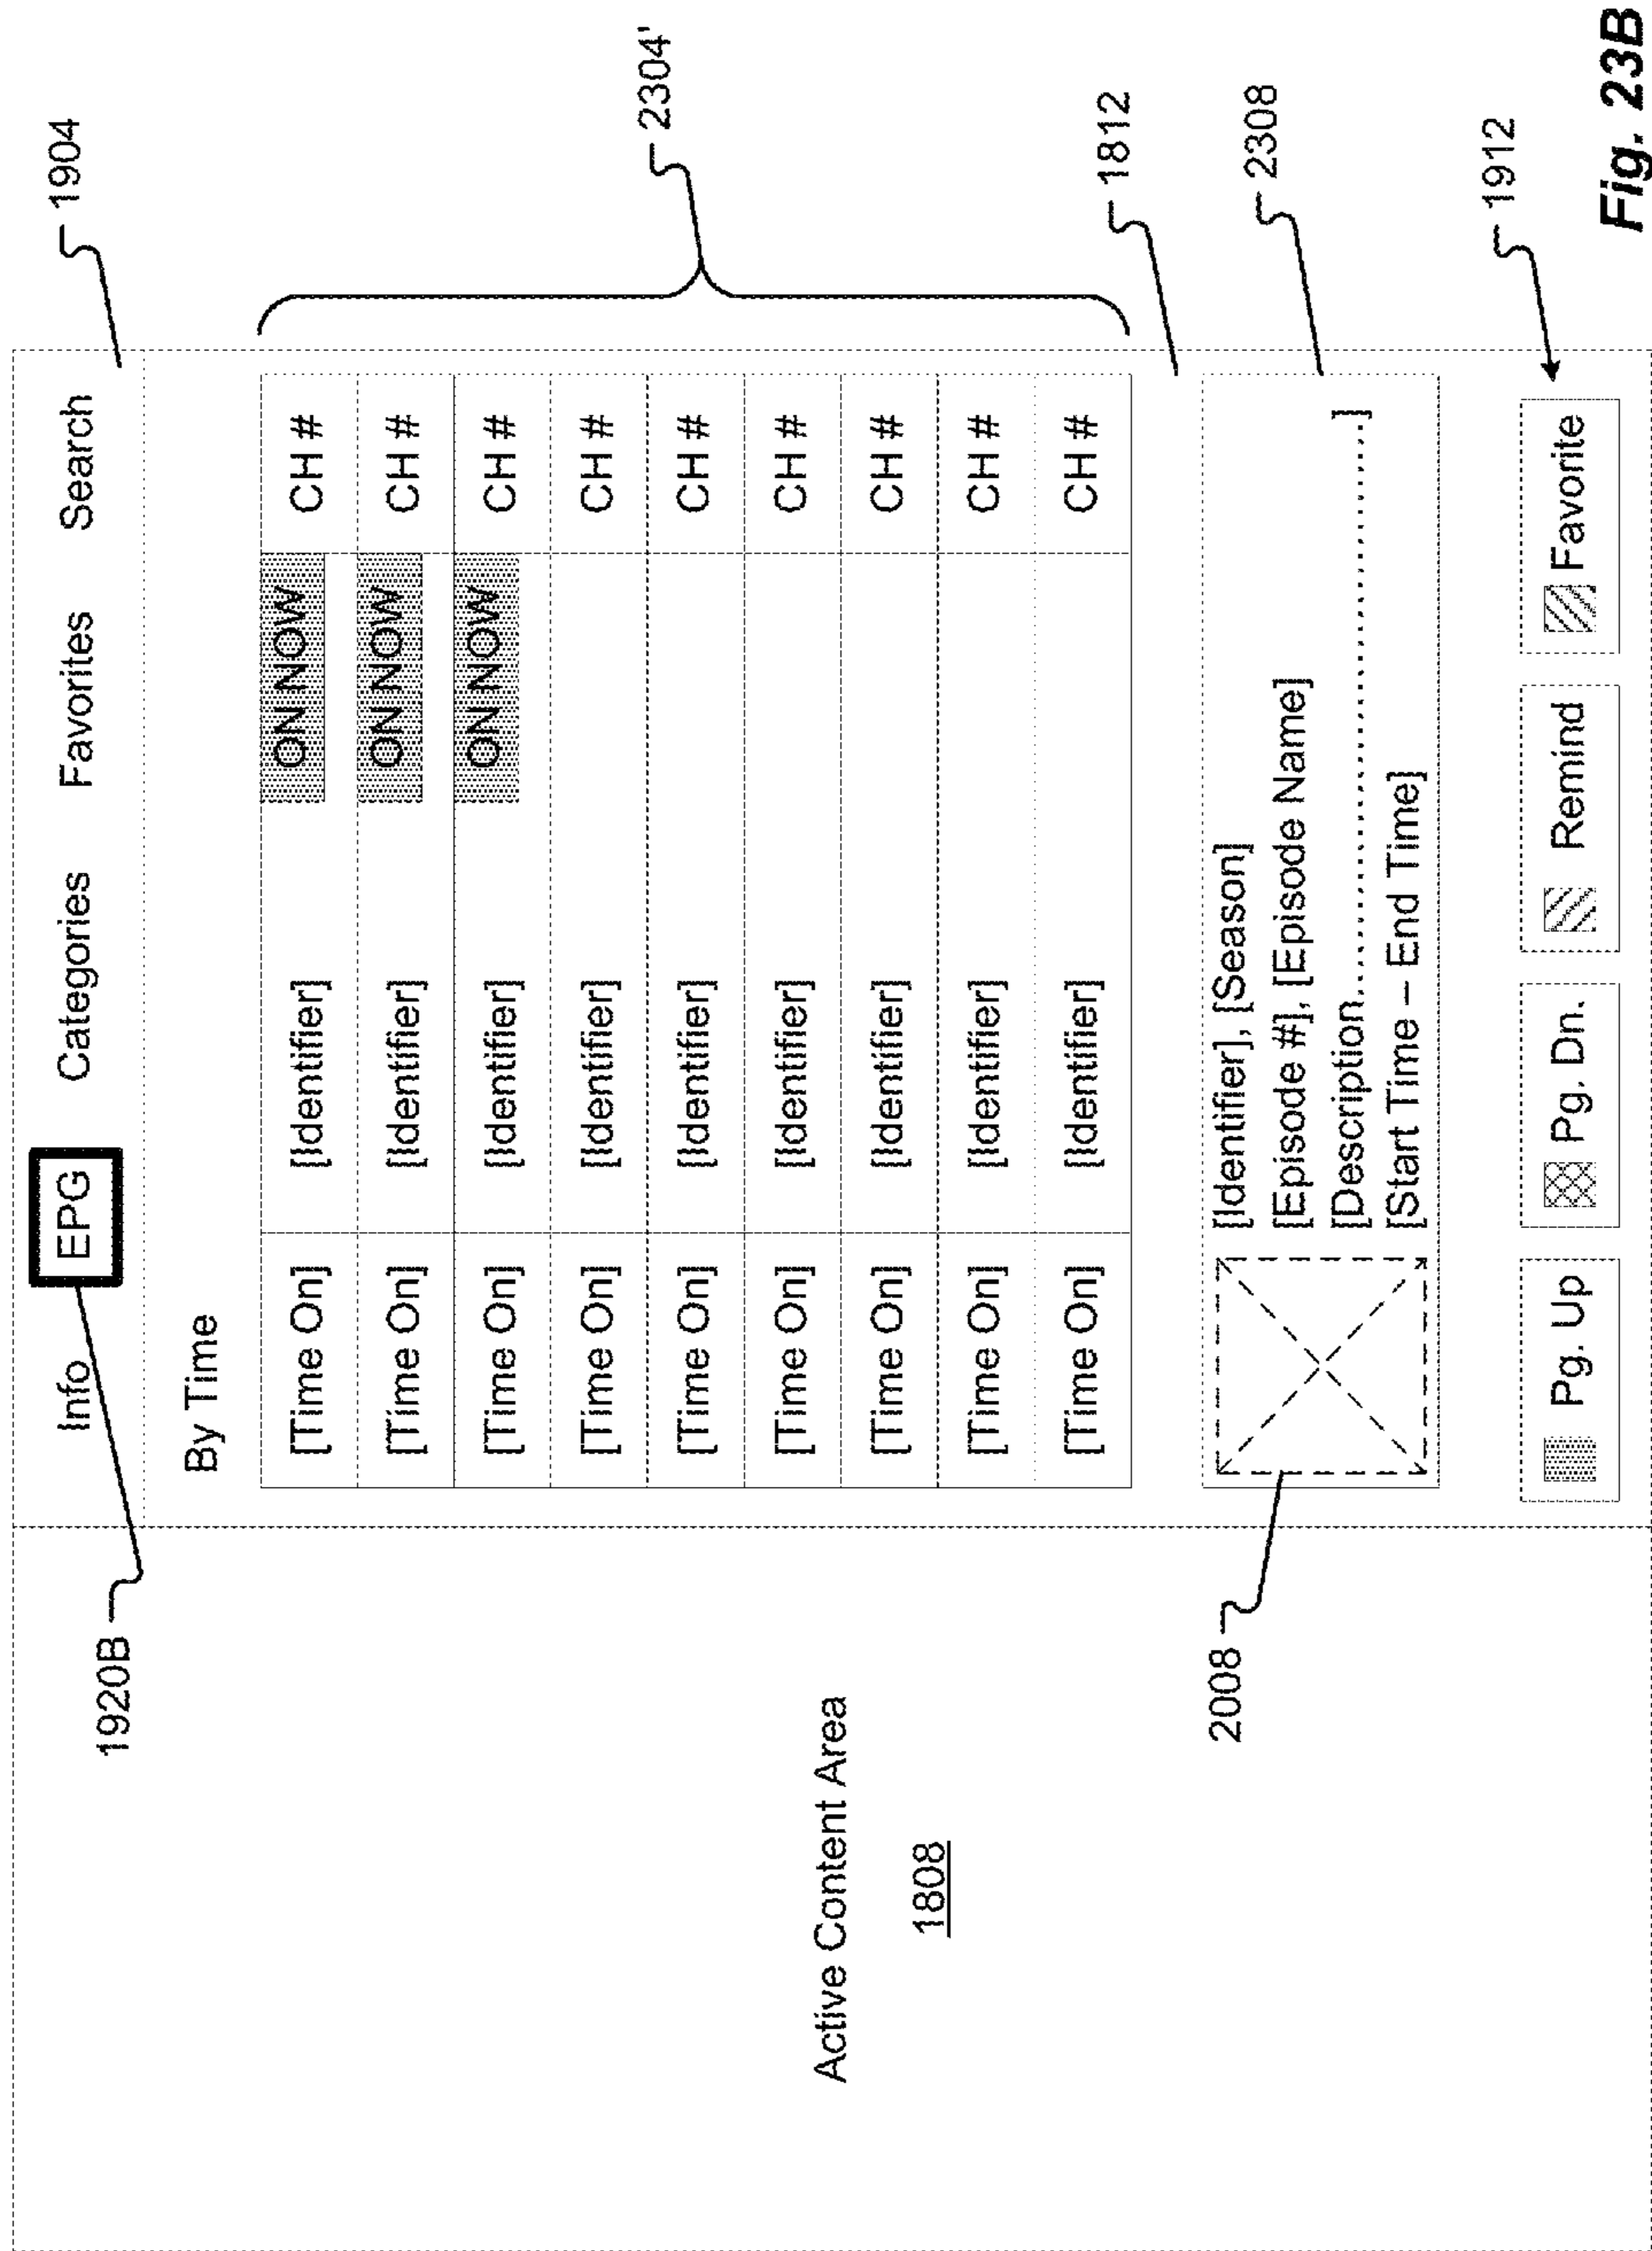 Info EPG Categories Favorites Search
1904
1920B
By Time
[Time On] [Identifier] ON NOW CH #
[Time On] [Identifier] ON NOW CH #
[Time On] [Identifier] ON NOW CH #
[Time On] [Identifier] CH #
[Time On] [Identifier] CH #
[Time On] [Identifier] CH #
[Time On] [Identifier] CH #
[Time On] [Identifier] CH #
[Time On] [Identifier] CH #
2304'
Active Content Area
1808
1812
2008
[Identifier], [Season]
[Episode #], [Episode Name]
[Description.......................................................]
[Start Time – End Time]
2308
Pg. Up Pg. Dn. Remind Favorite
1912
Fig. 23B